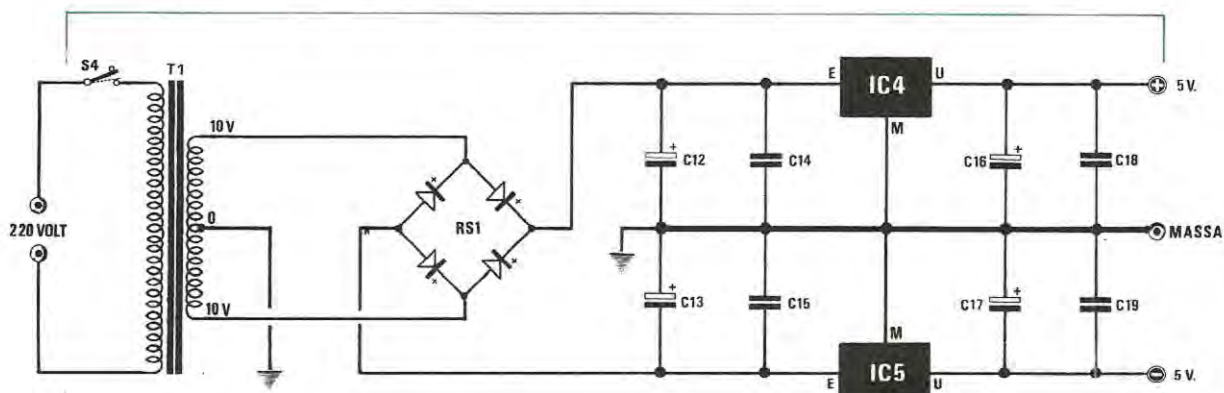 S4
T1
E
IC4
U
5 V.
10 V
M
+
C12
C14
+
C16
C18
220 VOLT
0
RS1
MASSA
+
C13
C15
+
C17
C19
10 V
M
E
IC5
U
5 V.